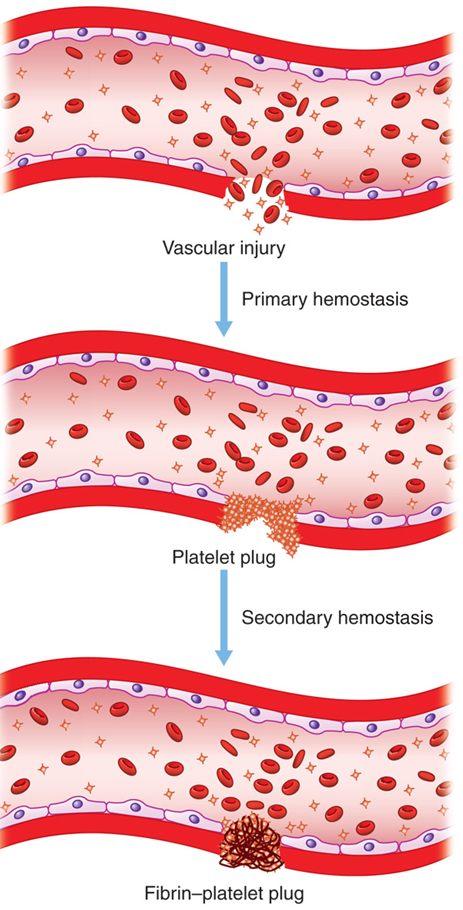 Vascular injury
Primary hemostasis
Platelet plug
Secondary hemostasis
Fibrin–platelet plug